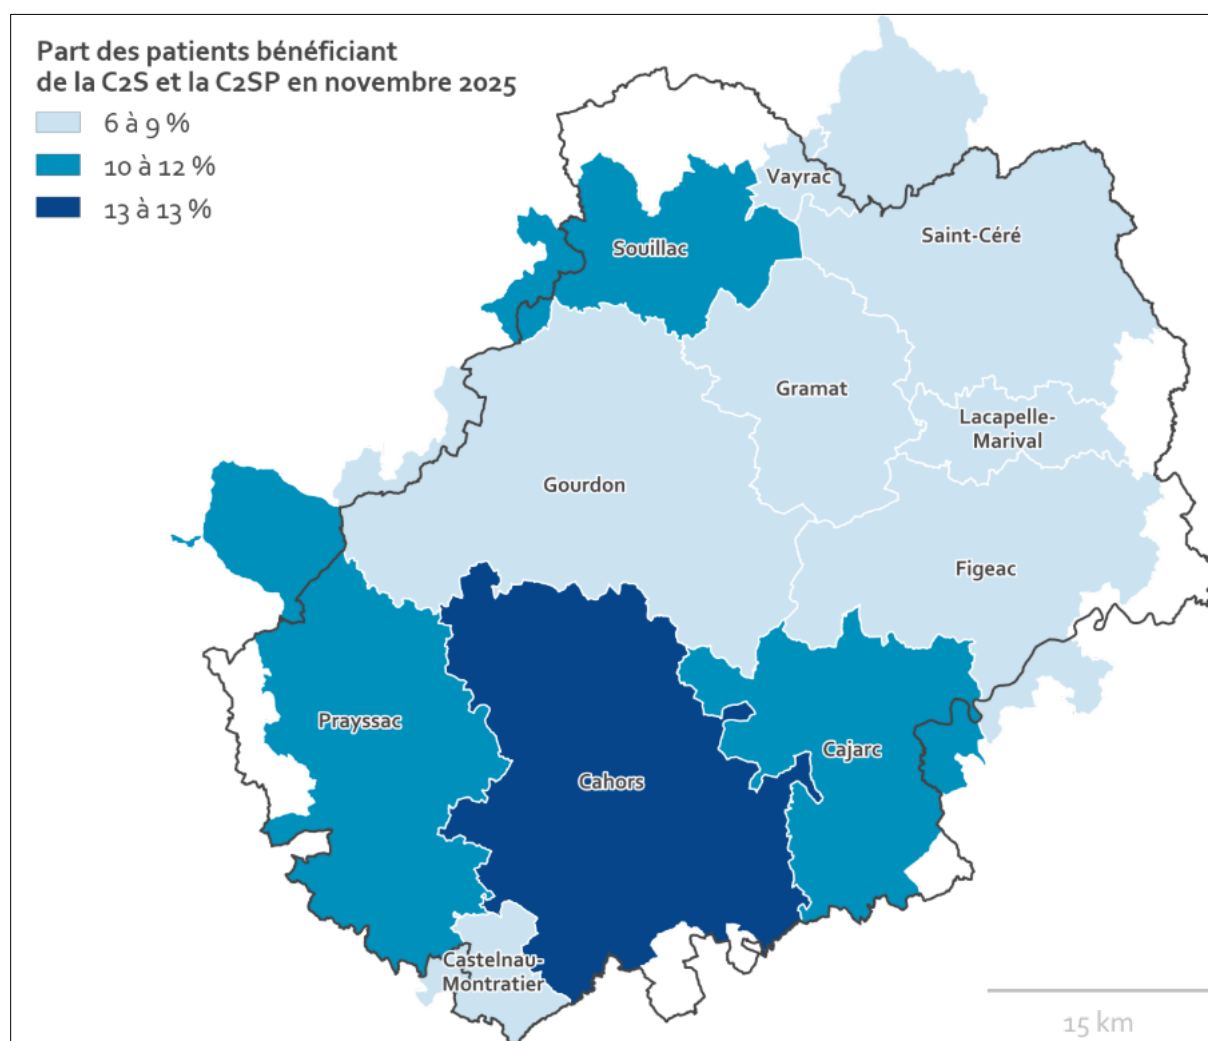 Part des patients bénéficiant
de la C2S et la C2SP en novembre 2025
6 à 9 %
10 à 12 %
13 à 13 %
Vayrac
Saint-Céré
Souillac
Gramat
Lacapelle-
Marival
Gourdon
Figeac
Prayssac
Cajarc
Cahors
Castelnau-
Montratier
15 km